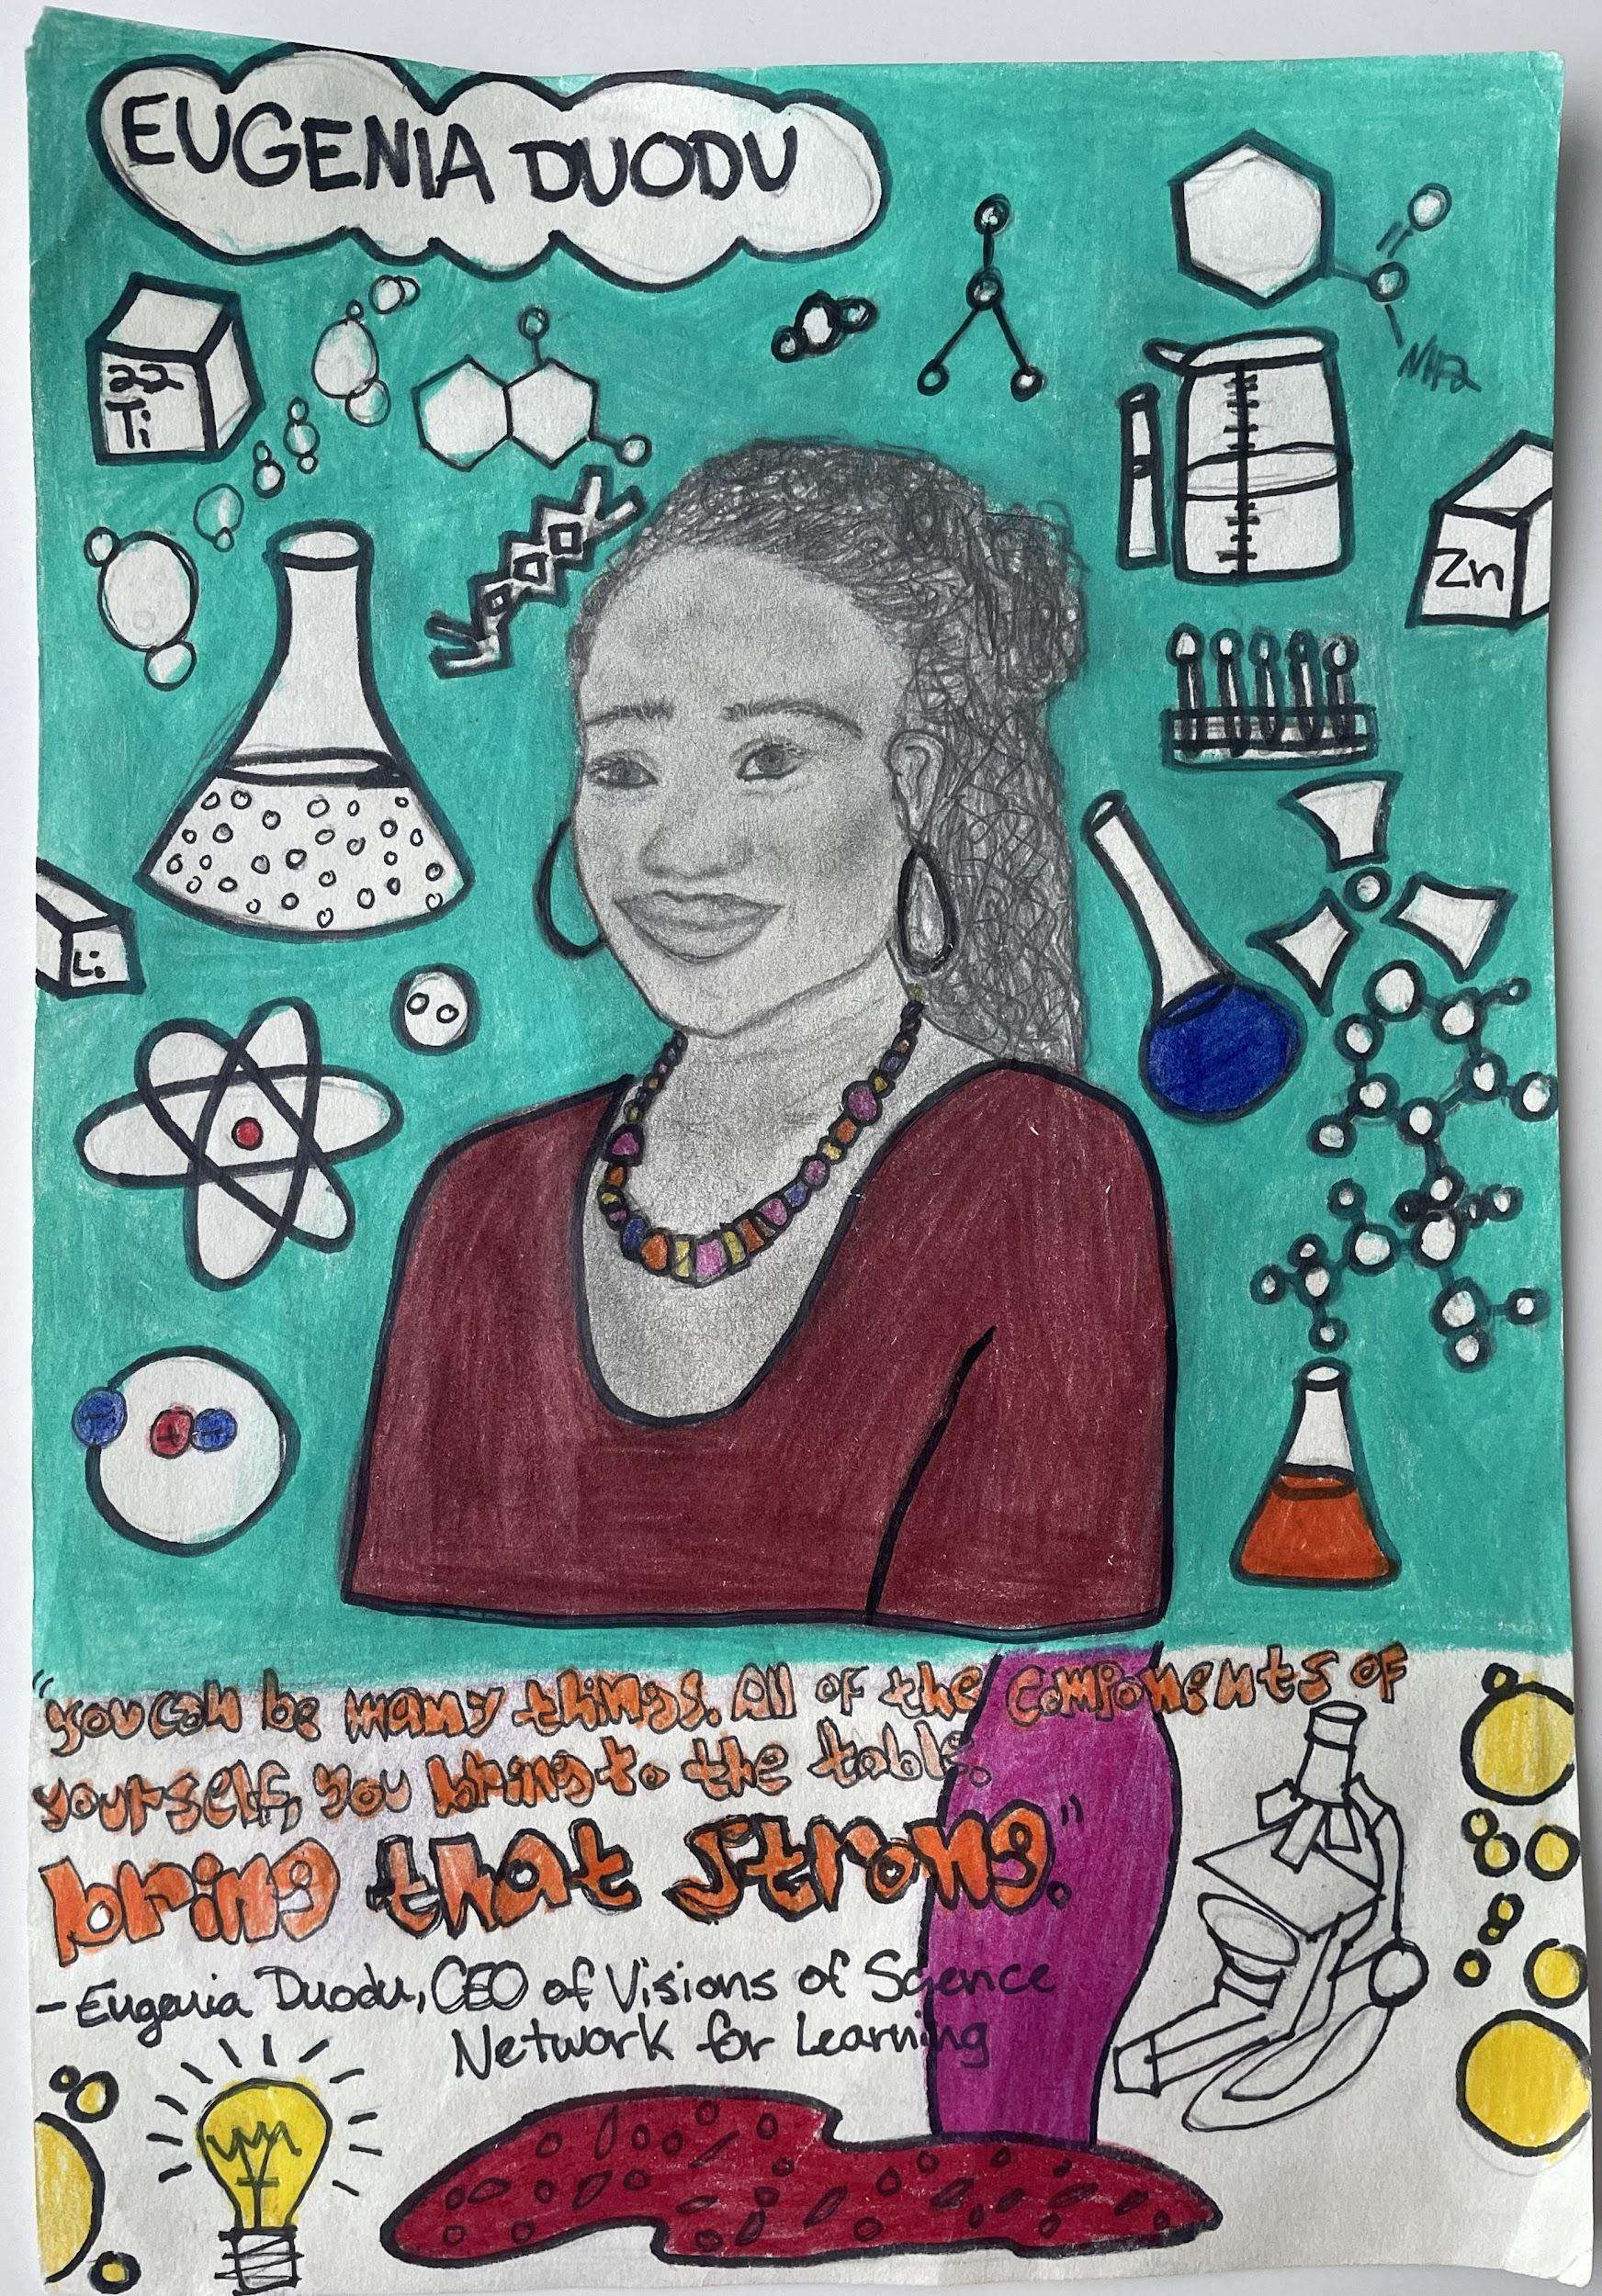 EUGENIA DUODU
22
Ti
NH2
Zn
Li
"you can be many things. All of the components of
yourself, you bring to the table.
bring that strong."
- Eugenia Duodu, CEO of Visions of Science
Network for Learning